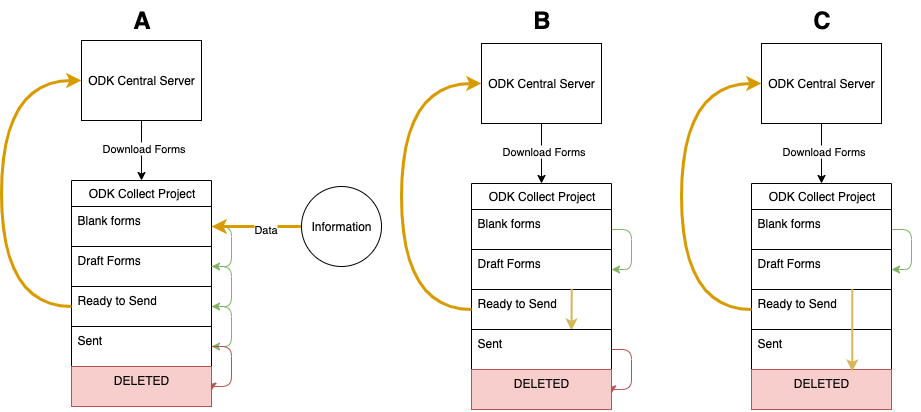 A
B
C
ODK Central Server
ODK Central Server
ODK Central Server
Download Forms
Download Forms
Download Forms
ODK Collect Project
ODK Collect Project
ODK Collect Project
Blank forms
Data
Information
Blank forms
Blank forms
Draft Forms
Draft Forms
Draft Forms
Ready to Send
Ready to Send
Ready to Send
Sent
Sent
Sent
DELETED
DELETED
DELETED